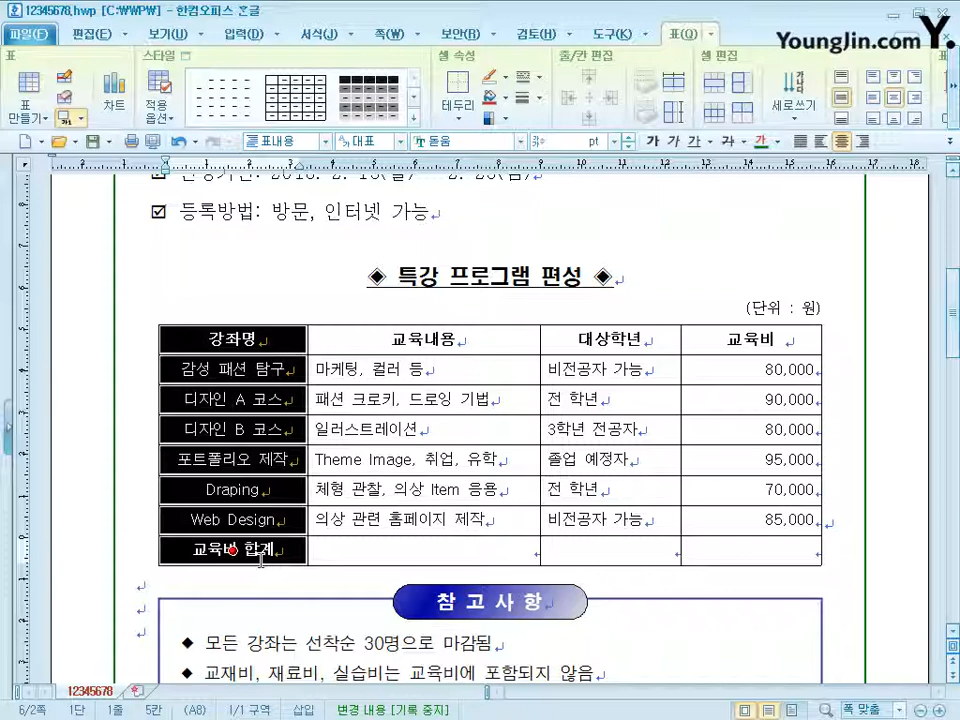 12345678.hwp [C:₩WPW] - 한컴오피스 한글
YoungJin.com Y.
파일(F) 편집(E) 보기(U) 입력(D) 서식(J) 쪽(W) 보안(R) 검토(H) 도구(K) 표(Q)
표 스타일 셀 속성 줄/칸 편집 셀 편집
표 만들기 차트 적용 옵션 테두리 세로쓰기
표내용 대표 돋움 pt 가 가 가 가 가
등록방법: 방문, 인터넷 가능
◈ 특강 프로그램 편성 ◈
(단위 : 원)
강좌명 교육내용 대상학년 교육비
감성 패션 탐구 마케팅, 컬러 등 비전공자 가능 80,000
디자인 A 코스 패션 크로키, 드로잉 기법 전 학년 90,000
디자인 B 코스 일러스트레이션 3학년 전공자 80,000
포트폴리오 제작 Theme Image, 취업, 유학 졸업 예정자 95,000
Draping 체형 관찰, 의상 Item 응용 전 학년 70,000
Web Design 의상 관련 홈페이지 제작 비전공자 가능 85,000
교육비 합계
참 고 사 항
◆ 모든 강좌는 선착순 30명으로 마감됨
◆ 교재비, 재료비, 실습비는 교육비에 포함되지 않음
12345678
6/2쪽 1단 1줄 5칸 (A8) 1/1 구역 삽입 변경 내용 [기록 중지] 폭 맞춤